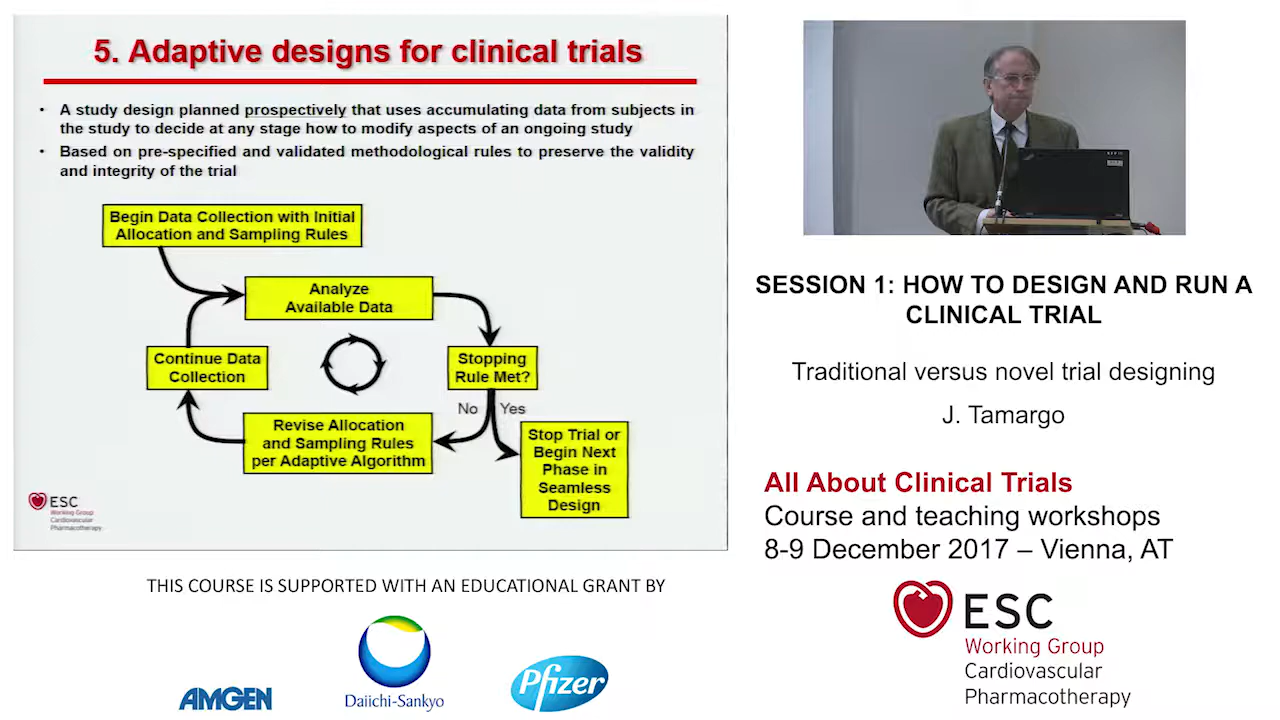 5. Adaptive designs for clinical trials
• A study design planned prospectively that uses accumulating data from subjects in
the study to decide at any stage how to modify aspects of an ongoing study
• Based on pre-specified and validated methodological rules to preserve the validity
and integrity of the trial
Begin Data Collection with Initial
Allocation and Sampling Rules
Analyze
Available Data
Continue Data
Collection
Stopping
Rule Met?
No
Yes
Revise Allocation
and Sampling Rules
per Adaptive Algorithm
Stop Trial or
Begin Next
Phase in
Seamless
Design
ESC
Working Group
Cardiovascular
Pharmacotherapy
SESSION 1: HOW TO DESIGN AND RUN A
CLINICAL TRIAL
Traditional versus novel trial designing
J. Tamargo
All About Clinical Trials
Course and teaching workshops
8-9 December 2017 – Vienna, AT
ESC
Working Group
Cardiovascular
Pharmacotherapy
THIS COURSE IS SUPPORTED WITH AN EDUCATIONAL GRANT BY
AMGEN
Daiichi-Sankyo
Pfizer